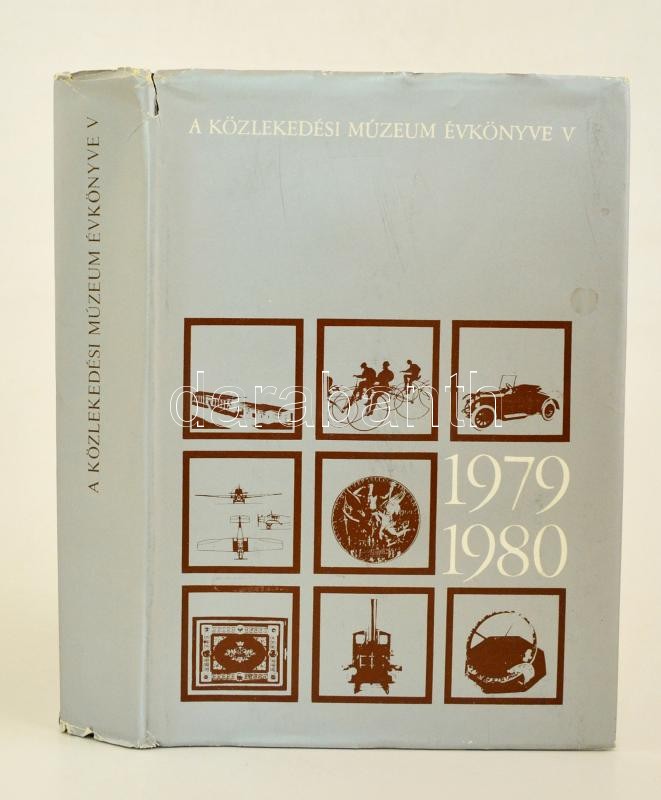 A KÖZLEKEDÉSI MÚZEUM ÉVKÖNYVE V
A KÖZLEKEDÉSI MÚZEUM ÉVKÖNYVE V
darabanth
1979
1980